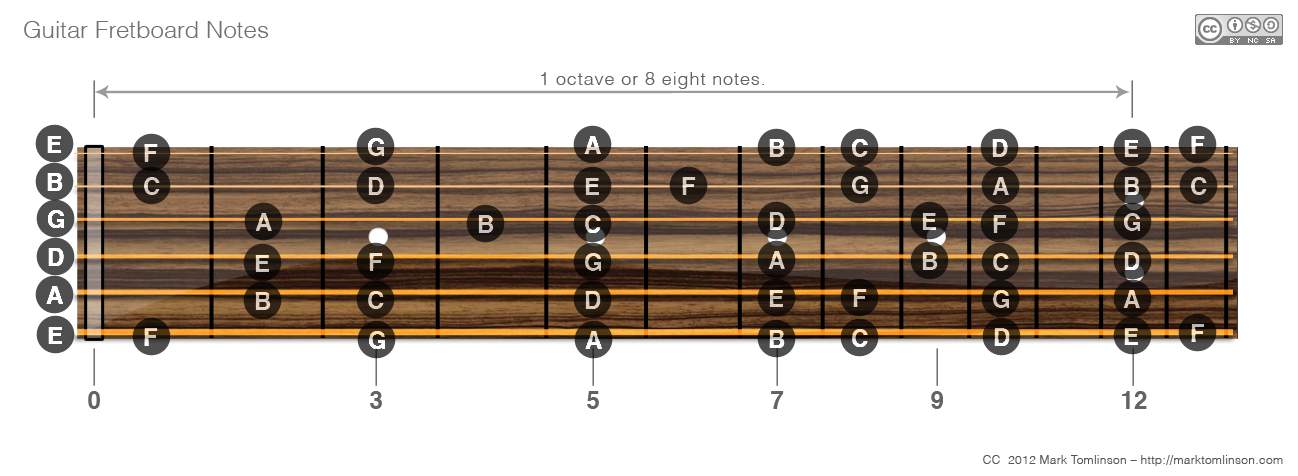 Guitar Fretboard Notes
cc BY NC SA
1 octave or 8 eight notes.
E F G A B C D E F
B C D E F G A B C
G A B C D E F G
D E F G A B C D
A B C D E F G A
E F G A B C D E F
0 3 5 7 9 12
CC 2012 Mark Tomlinson – http://marktomlinson.com